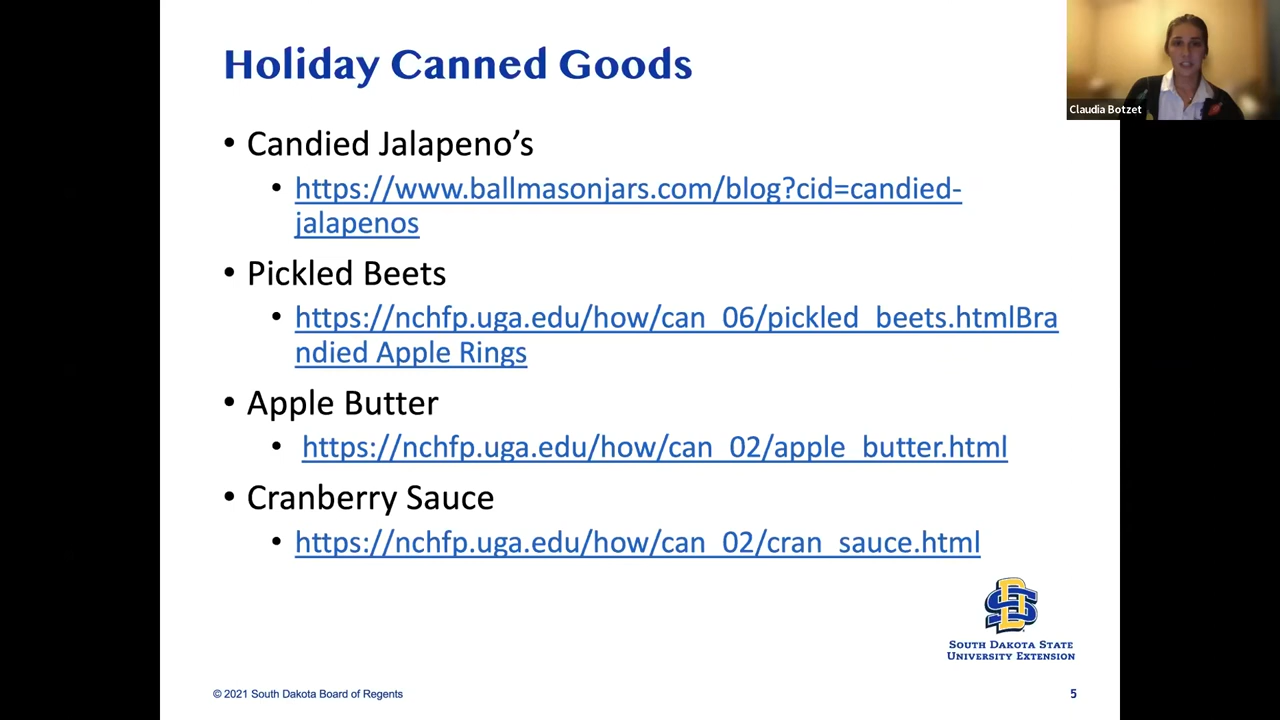 Holiday Canned Goods
Claudia Botzet
• Candied Jalapeno’s
• https://www.ballmasonjars.com/blog?cid=candied-
jalapenos
• Pickled Beets
• https://nchfp.uga.edu/how/can_06/pickled_beets.htmlBra
ndied Apple Rings
• Apple Butter
• https://nchfp.uga.edu/how/can_02/apple_butter.html
• Cranberry Sauce
• https://nchfp.uga.edu/how/can_02/cran_sauce.html
SOUTH DAKOTA STATE
UNIVERSITY EXTENSION
© 2021 South Dakota Board of Regents
5